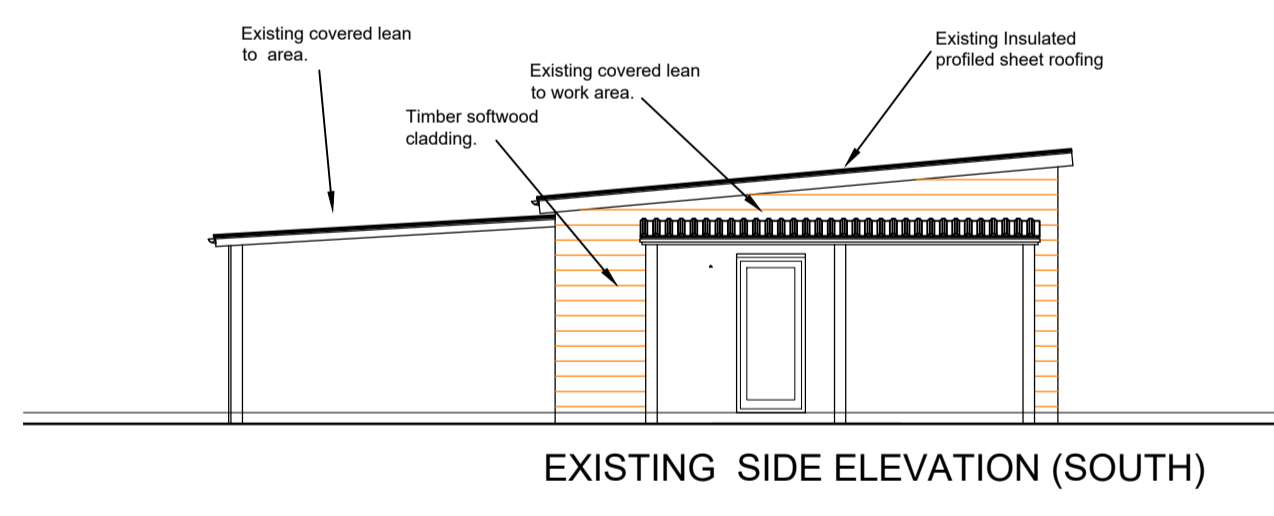 Existing covered lean
to area.
Existing covered lean
to work area.
Existing Insulated
profiled sheet roofing
Timber softwood
cladding.
EXISTING SIDE ELEVATION (SOUTH)